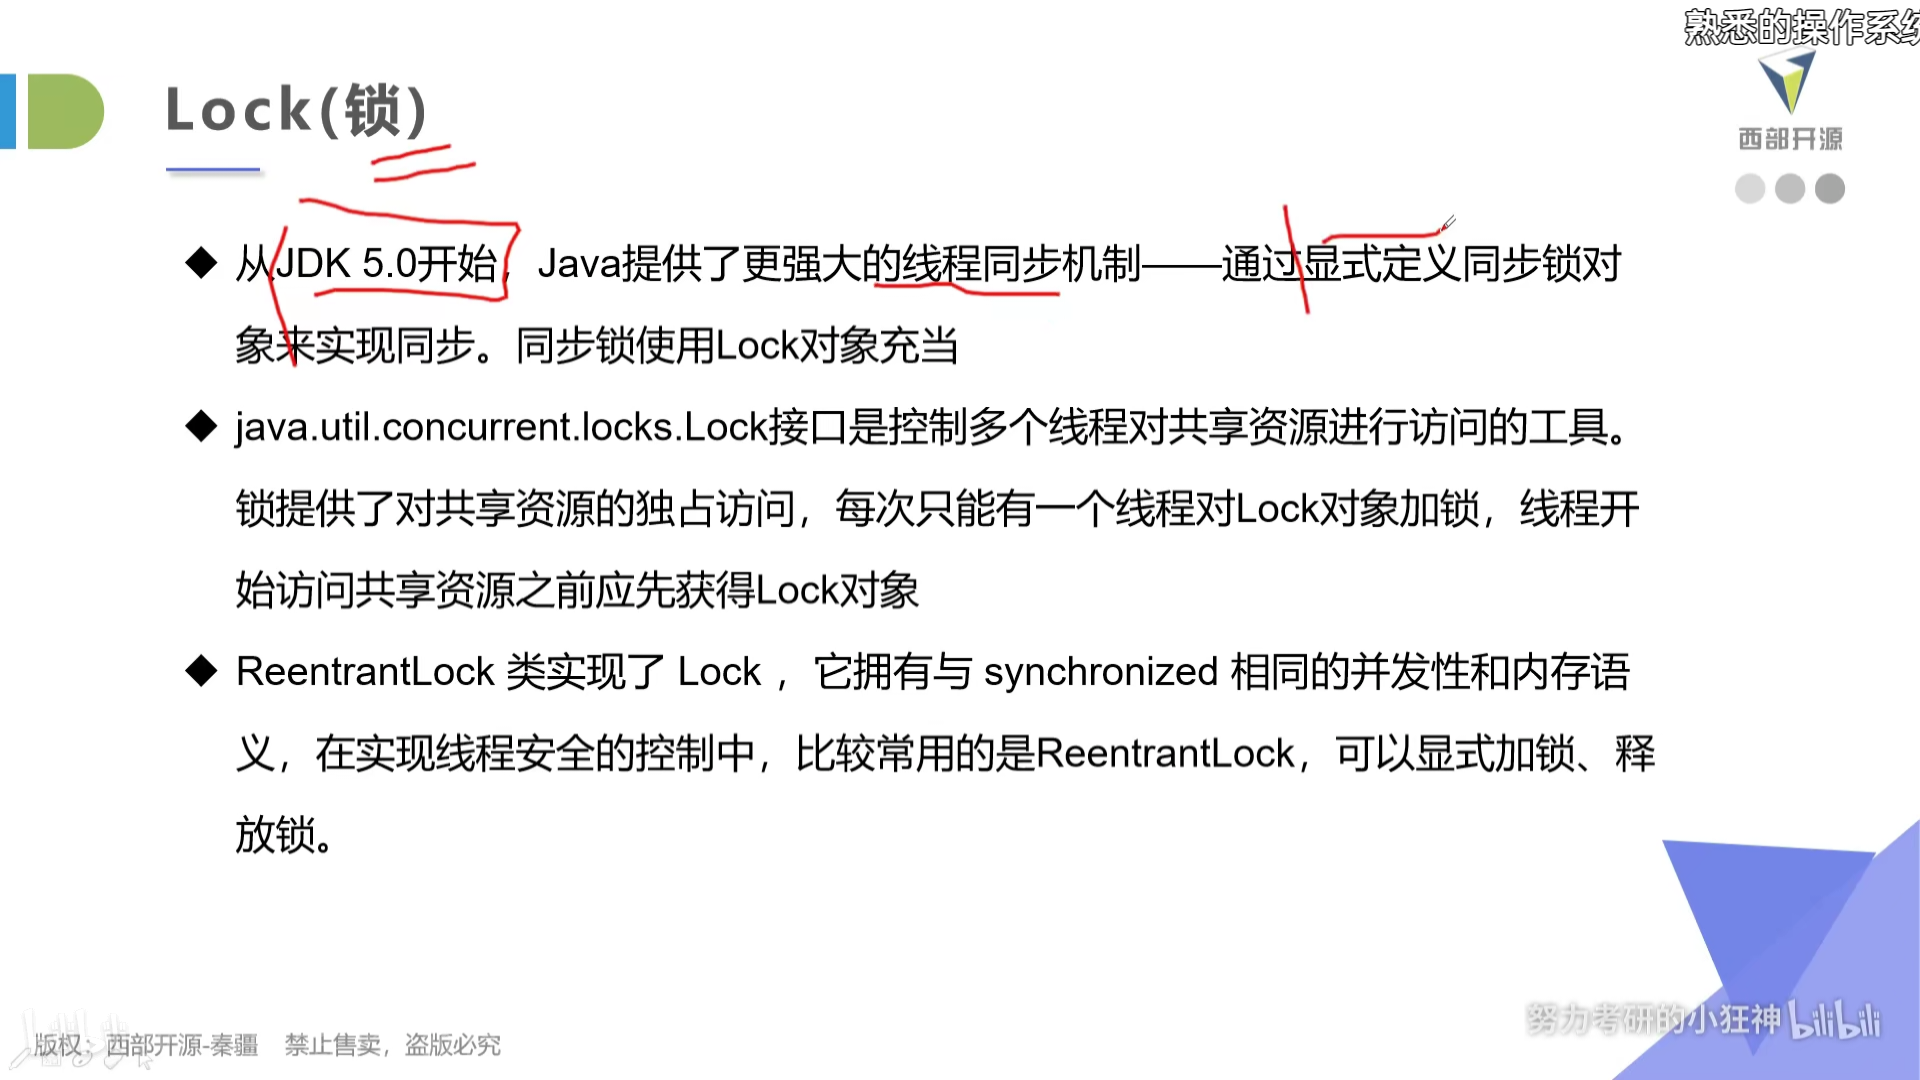 熟悉的操作系统
Lock(锁)
西部开源
从JDK 5.0开始，Java提供了更强大的线程同步机制——通过显式定义同步锁对
象来实现同步。同步锁使用Lock对象充当
java.util.concurrent.locks.Lock接口是控制多个线程对共享资源进行访问的工具。
锁提供了对共享资源的独占访问，每次只能有一个线程对Lock对象加锁，线程开
始访问共享资源之前应先获得Lock对象
ReentrantLock 类实现了 Lock ，它拥有与 synchronized 相同的并发性和内存语
义，在实现线程安全的控制中，比较常用的是ReentrantLock，可以显式加锁、释
放锁。
努力考研的小狂神 bilibili
版权：西部开源-秦疆 禁止售卖，盗版必究